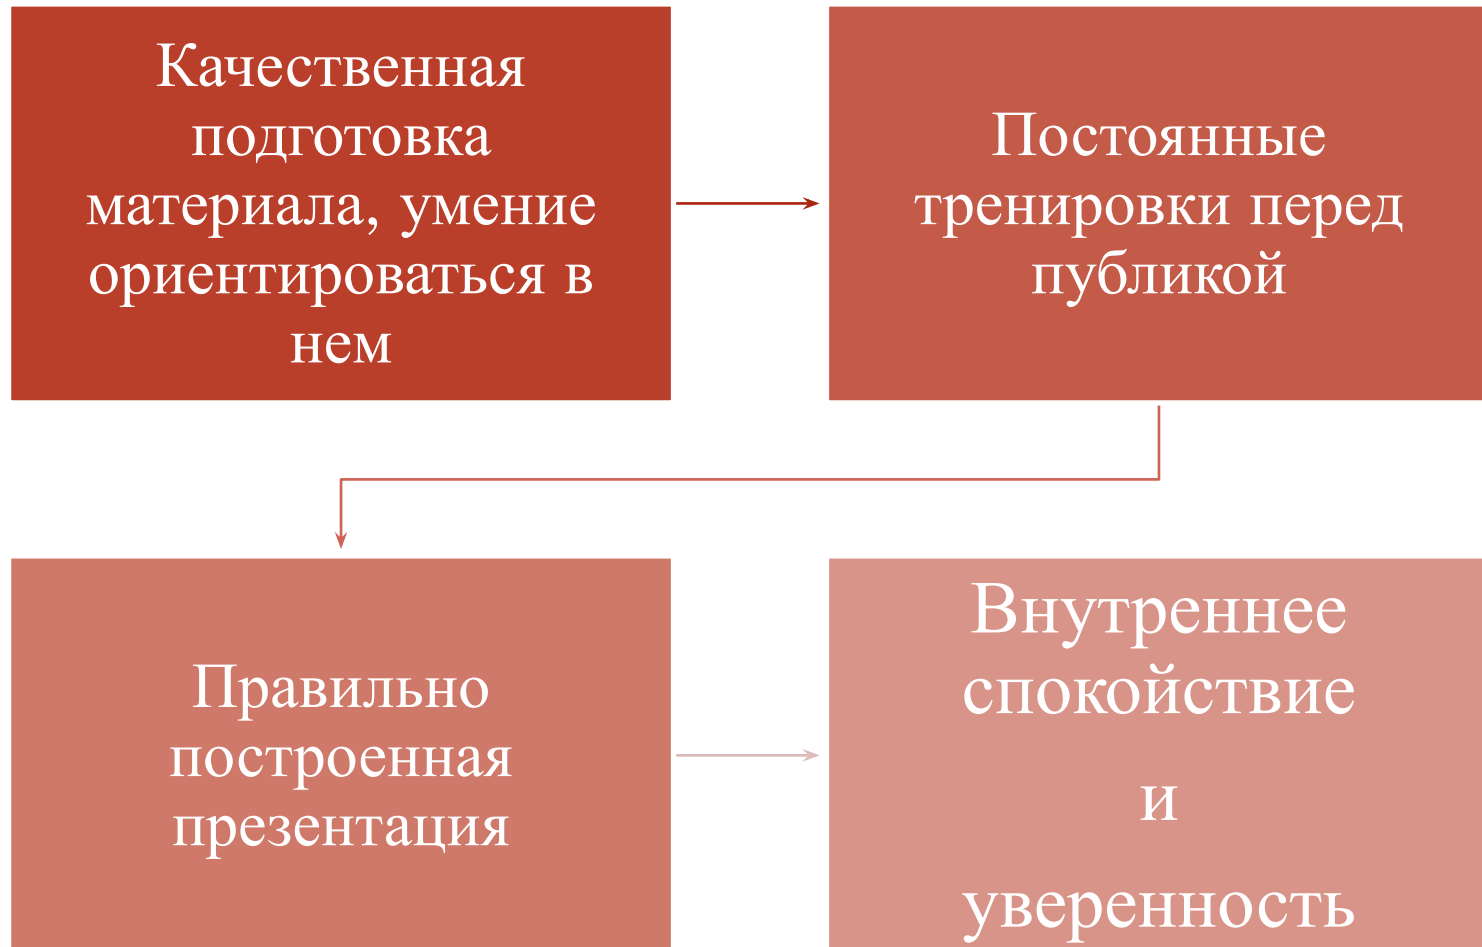 Качественная
подготовка
материала, умение
ориентироваться в
нем
Постоянные
тренировки перед
публикой
Правильно
построенная
презентация
Внутреннее
спокойствие
и
уверенность